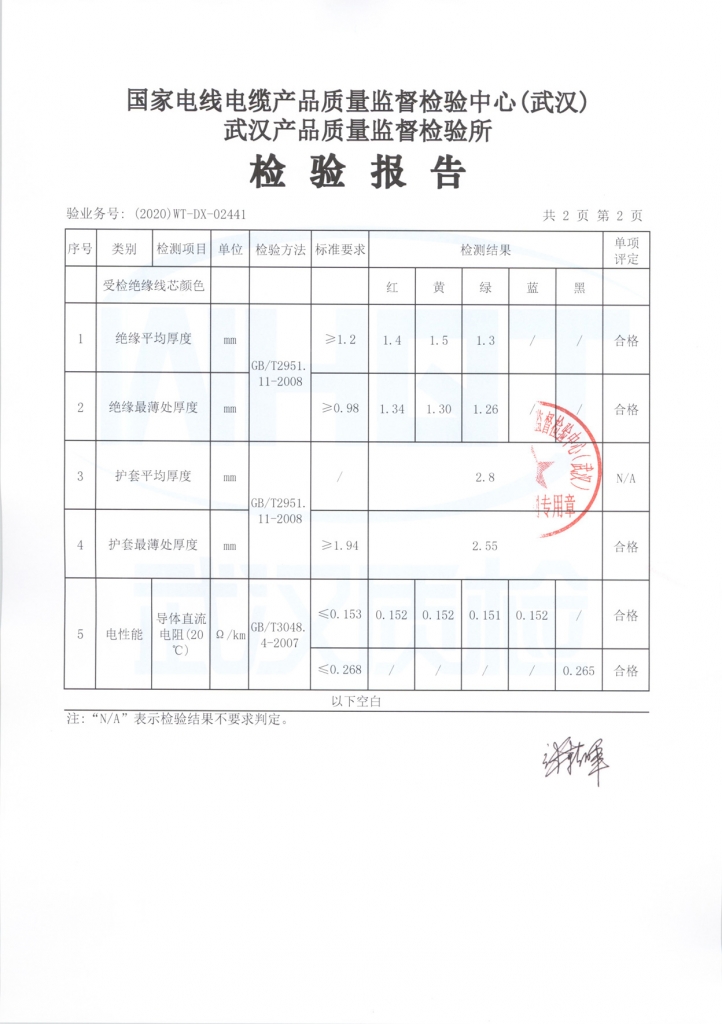 国家电线电缆产品质量监督检验中心(武汉)
武汉产品质量监督检验所
检 验 报 告
验业务号: (2020)WT-DX-02441 共 2 页 第 2 页
序号 类别 检测项目 单位 检验方法 标准要求 检测结果 单项评定
受检绝缘线芯颜色 红 黄 绿 蓝 黑
1 绝缘平均厚度 mm GB/T2951.11-2008 ≥1.2 1.4 1.5 1.3 / / 合格
2 绝缘最薄处厚度 mm ≥0.98 1.34 1.30 1.26 / / 合格
3 护套平均厚度 mm GB/T2951.11-2008 / 2.8 N/A
4 护套最薄处厚度 mm ≥1.94 2.55 合格
5 电性能 导体直流电阻(20℃) Ω/km GB/T3048.4-2007 ≤0.153 0.152 0.152 0.151 0.152 / 合格
≤0.268 / / / / 0.265 合格
以下空白
注:“N/A”表示检验结果不要求判定。
监督检验中心(武汉)
专用章
武汉质检